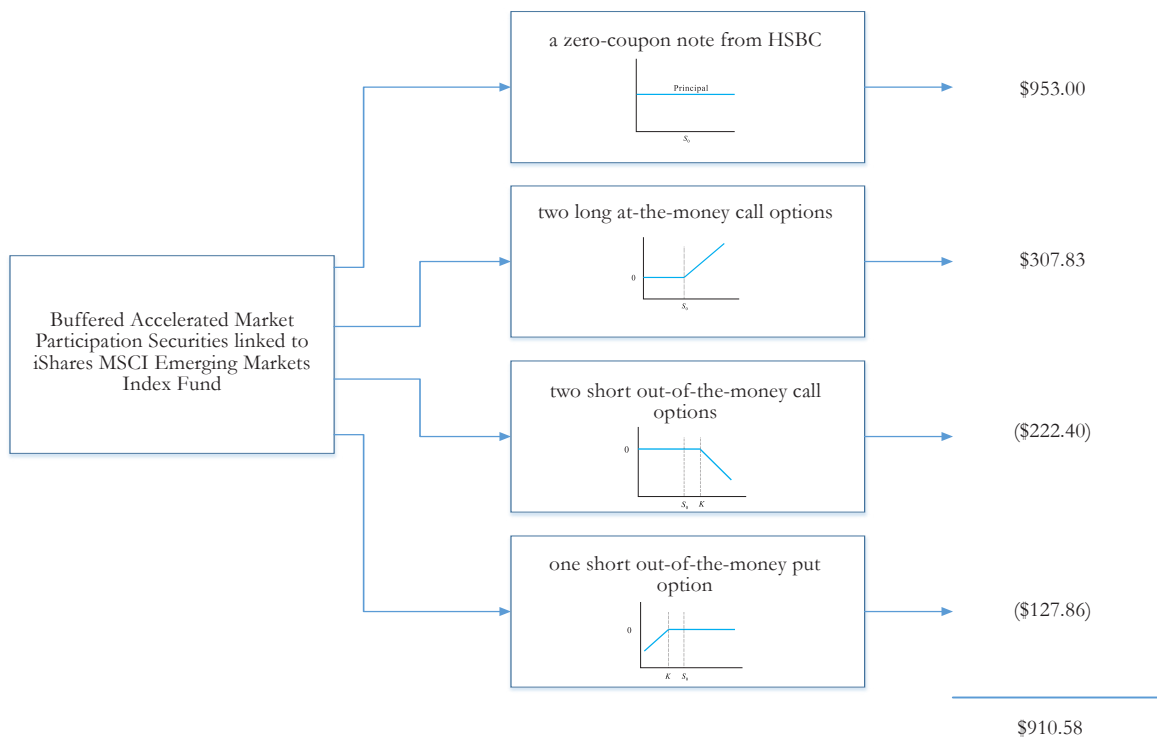 a zero-coupon note from HSBC
Principal
S₀
$953.00
two long at-the-money call options
0
S₀
$307.83
Buffered Accelerated Market
Participation Securities linked to
iShares MSCI Emerging Markets
Index Fund
two short out-of-the-money call
options
0
S₀ K
($222.40)
one short out-of-the-money put
option
0
K S₀
($127.86)
$910.58